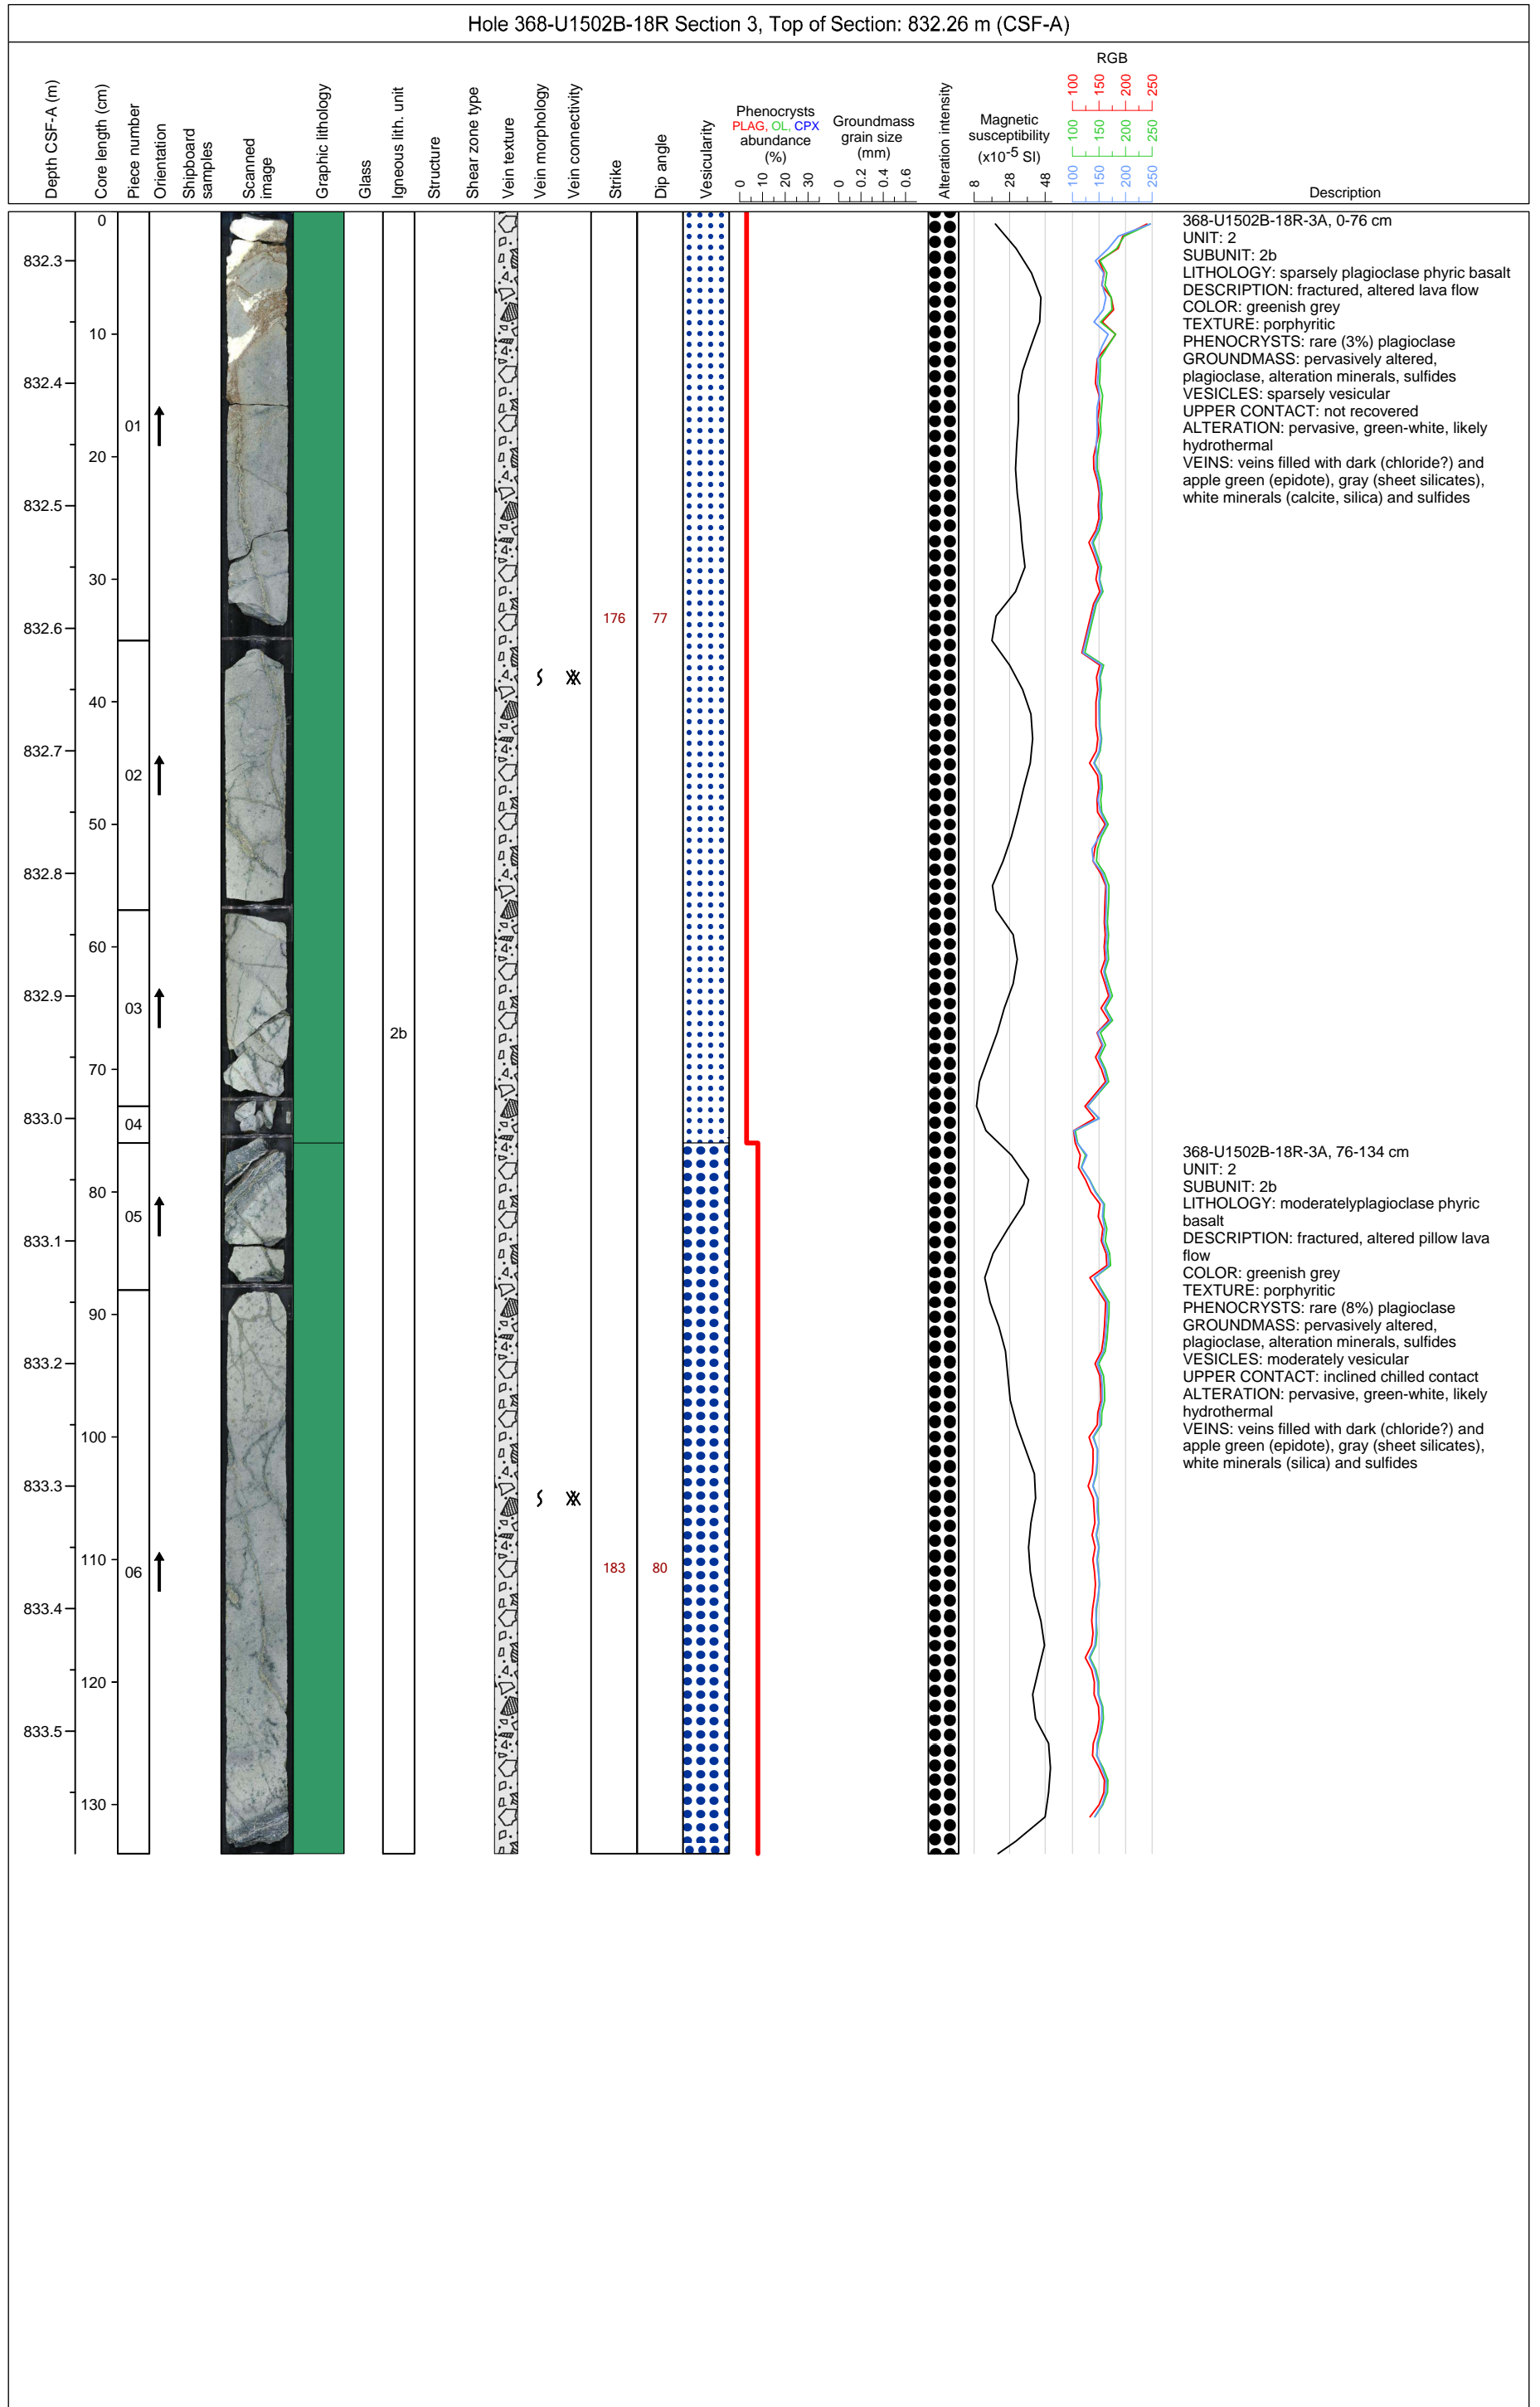 Hole 368-U1502B-18R Section 3, Top of Section: 832.26 m (CSF-A)
Depth CSF-A (m)
Core length (cm)
Piece number
Orientation
Shipboard
samples
Scanned
image
Graphic lithology
Glass
Igneous lith. unit
Structure
Shear zone type
Vein texture
Vein morphology
Vein connectivity
Strike
Dip angle
Vesicularity
Phenocrysts
PLAG, OL, CPX
abundance
(%)
0 10 20 30
Groundmass
grain size
(mm)
0 0.2 0.4 0.6
Alteration intensity
Magnetic
susceptibility
(x10-5 SI)
8 28 48
RGB
100 150 200 250
100 150 200 250
100 150 200 250
Description
832.3
832.4
832.5
832.6
832.7
832.8
832.9
833.0
833.1
833.2
833.3
833.4
833.5
0
10
20
30
40
50
60
70
80
90
100
110
120
130
01
02
03
04
05
06
2b
176 77
183 80
368-U1502B-18R-3A, 0-76 cm
UNIT: 2
SUBUNIT: 2b
LITHOLOGY: sparsely plagioclase phyric basalt
DESCRIPTION: fractured, altered lava flow
COLOR: greenish grey
TEXTURE: porphyritic
PHENOCRYSTS: rare (3%) plagioclase
GROUNDMASS: pervasively altered,
plagioclase, alteration minerals, sulfides
VESICLES: sparsely vesicular
UPPER CONTACT: not recovered
ALTERATION: pervasive, green-white, likely
hydrothermal
VEINS: veins filled with dark (chloride?) and
apple green (epidote), gray (sheet silicates),
white minerals (calcite, silica) and sulfides
368-U1502B-18R-3A, 76-134 cm
UNIT: 2
SUBUNIT: 2b
LITHOLOGY: moderatelyplagioclase phyric
basalt
DESCRIPTION: fractured, altered pillow lava
flow
COLOR: greenish grey
TEXTURE: porphyritic
PHENOCRYSTS: rare (8%) plagioclase
GROUNDMASS: pervasively altered,
plagioclase, alteration minerals, sulfides
VESICLES: moderately vesicular
UPPER CONTACT: inclined chilled contact
ALTERATION: pervasive, green-white, likely
hydrothermal
VEINS: veins filled with dark (chloride?) and
apple green (epidote), gray (sheet silicates),
white minerals (silica) and sulfides